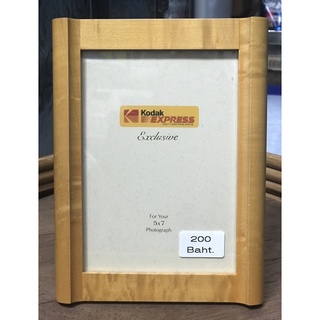 Kodak
EXPRESS
Exclusive
For Your
5x7
Photograph
200
Baht.